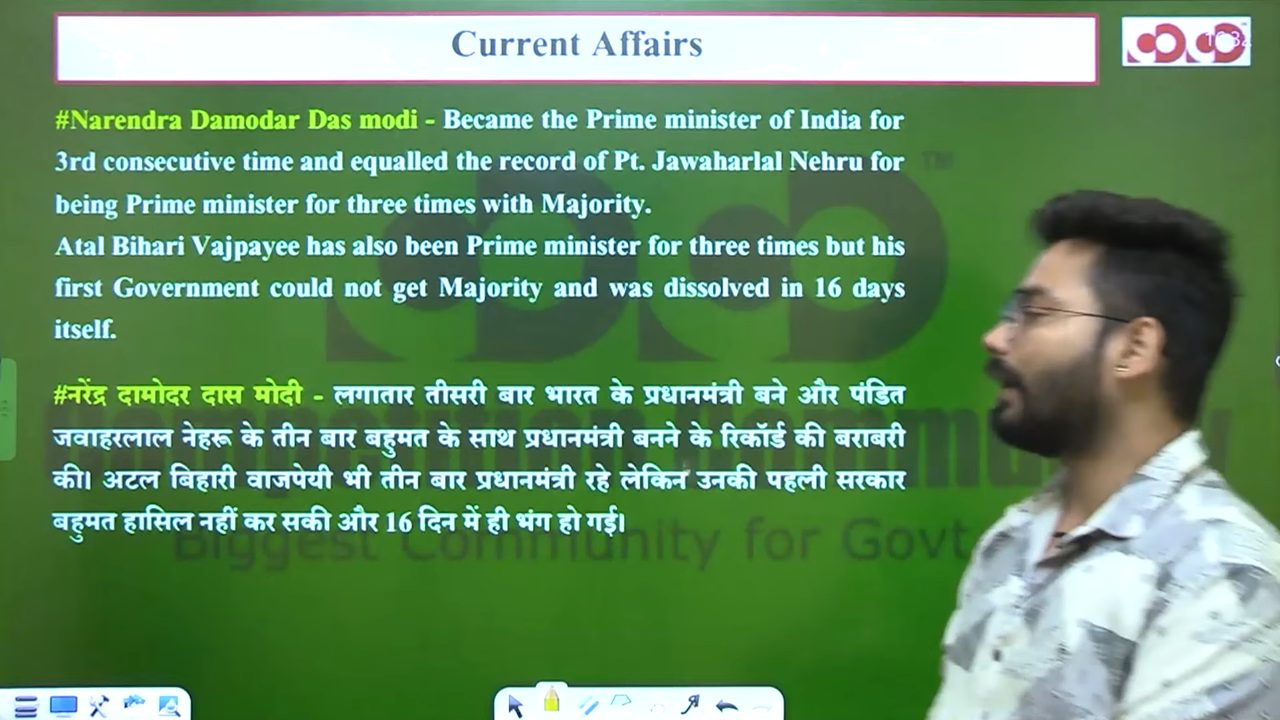 Current Affairs
#Narendra Damodar Das modi - Became the Prime minister of India for
3rd consecutive time and equalled the record of Pt. Jawaharlal Nehru for
being Prime minister for three times with Majority.
Atal Bihari Vajpayee has also been Prime minister for three times but his
first Government could not get Majority and was dissolved in 16 days
itself.
#नरेंद्र दामोदर दास मोदी - लगातार तीसरी बार भारत के प्रधानमंत्री बने और पंडित
जवाहरलाल नेहरू के तीन बार बहुमत के साथ प्रधानमंत्री बनने के रिकॉर्ड की बराबरी
की। अटल बिहारी वाजपेयी भी तीन बार प्रधानमंत्री रहे लेकिन उनकी पहली सरकार
बहुमत हासिल नहीं कर सकी और 16 दिन में ही भंग हो गई।
Biggest Community for Govt
TM